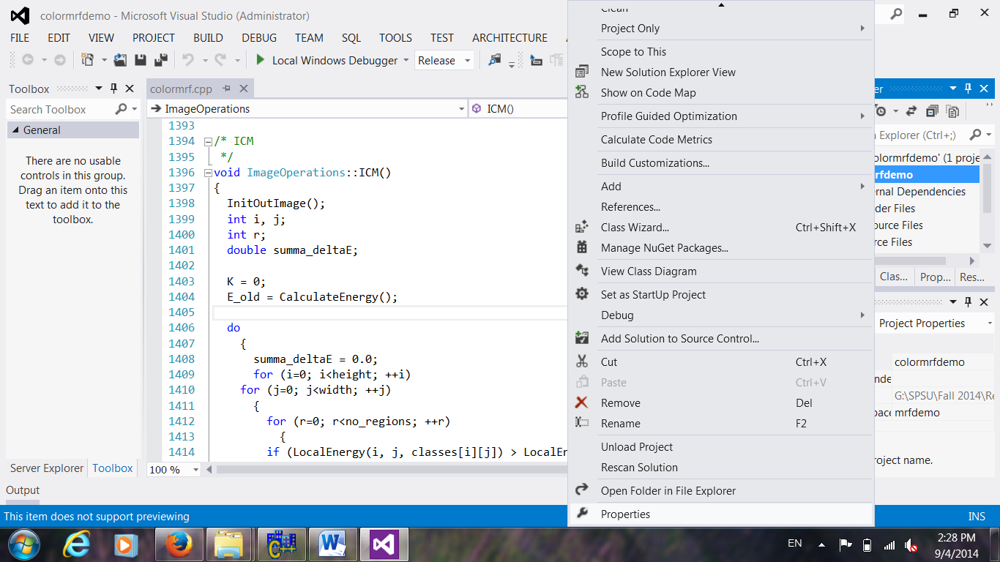 colormrfdemo - Microsoft Visual Studio (Administrator)
FILE EDIT VIEW PROJECT BUILD DEBUG TEAM SQL TOOLS TEST ARCHITECTURE
Local Windows Debugger Release
Toolbox
Search Toolbox
General
There are no usable
controls in this group.
Drag an item onto this
text to add it to the
toolbox.
Server Explorer Toolbox
Output
This item does not support previewing
colormrf.cpp
ImageOperations ICM()
1393
1394 /* ICM
1395 */
1396 void ImageOperations::ICM()
1397 {
1398 InitOutImage();
1399 int i, j;
1400 int r;
1401 double summa_deltaE;
1402
1403 K = 0;
1404 E_old = CalculateEnergy();
1405
1406 do
1407 {
1408 summa_deltaE = 0.0;
1409 for (i=0; i<height; ++i)
1410 for (j=0; j<width; ++j)
1411 {
1412 for (r=0; r<no_regions; ++r)
1413 {
1414 if (LocalEnergy(i, j, classes[i][j]) > LocalEn
100 %
Clean
Project Only
Scope to This
New Solution Explorer View
Show on Code Map
Profile Guided Optimization
Calculate Code Metrics
Build Customizations...
Add
References...
Class Wizard... Ctrl+Shift+X
Manage NuGet Packages...
View Class Diagram
Set as StartUp Project
Debug
Add Solution to Source Control...
Cut Ctrl+X
Paste Ctrl+V
Remove Del
Rename F2
Unload Project
Rescan Solution
Open Folder in File Explorer
Properties
er
n Explorer (Ctrl+;)
olormrfdemo' (1 proje
rfdemo
rnal Dependencies
der Files
ource Files
rce Files
Clas... Prop... Res...
Project Properties
colormrfdemo
nde
G:\SPSU\Fall 2014\Re
pace mrfdemo
roject name.
INS
EN
2:28 PM
9/4/2014